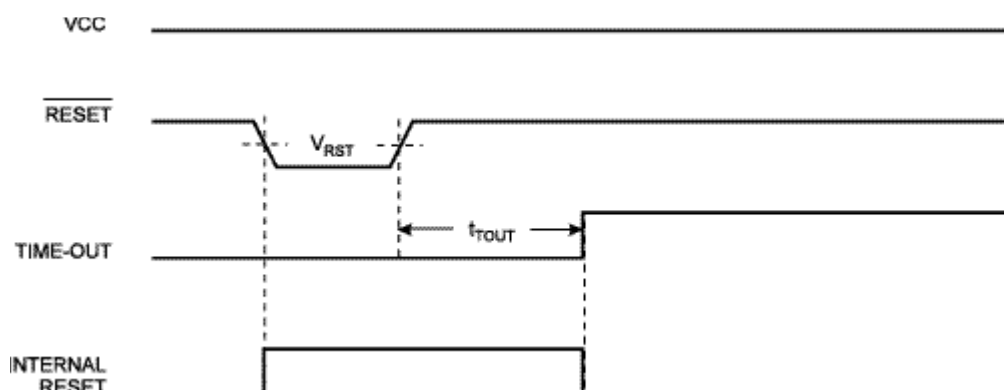 VCC
RESET
VRST
tTOUT
TIME-OUT
INTERNAL
RESET